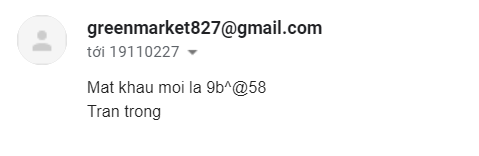 greenmarket827@gmail.com
tới 19110227
Mat khau moi la 9b^@58
Tran trong